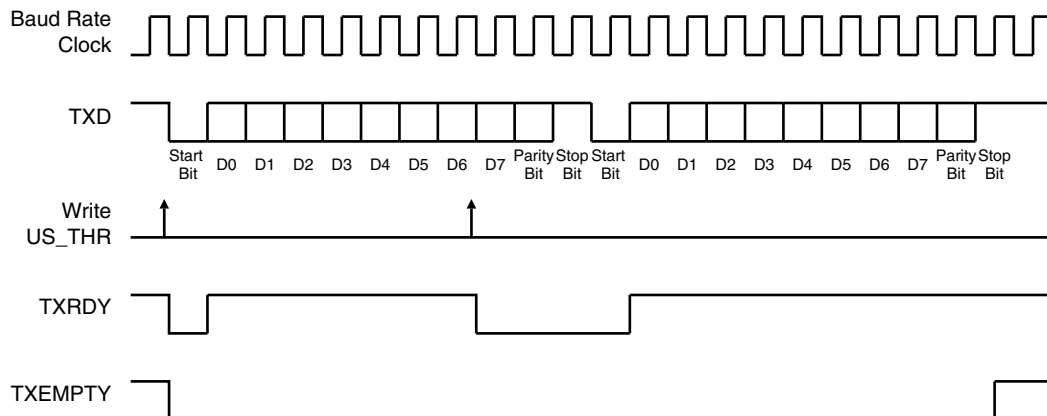 Baud Rate
Clock
TXD
Start
Bit
D0 D1 D2 D3 D4 D5 D6 D7
Parity
Bit
Stop
Bit
Start
Bit
D0 D1 D2 D3 D4 D5 D6 D7
Parity
Bit
Stop
Bit
Write
US_THR
TXRDY
TXEMPTY